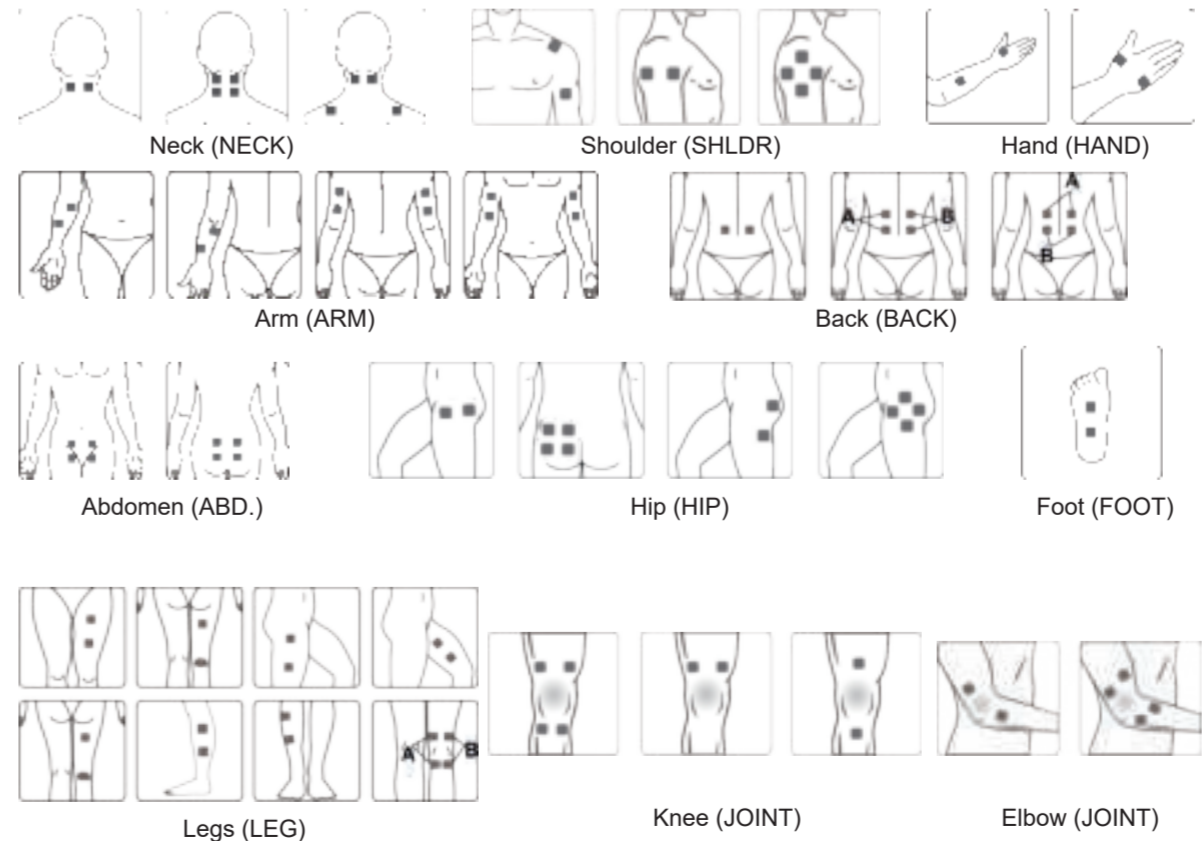 Neck (NECK)
Shoulder (SHLDR)
Hand (HAND)
A
A
B
B
Arm (ARM)
Back (BACK)
Abdomen (ABD.)
Hip (HIP)
Foot (FOOT)
A
B
Legs (LEG)
Knee (JOINT)
Elbow (JOINT)